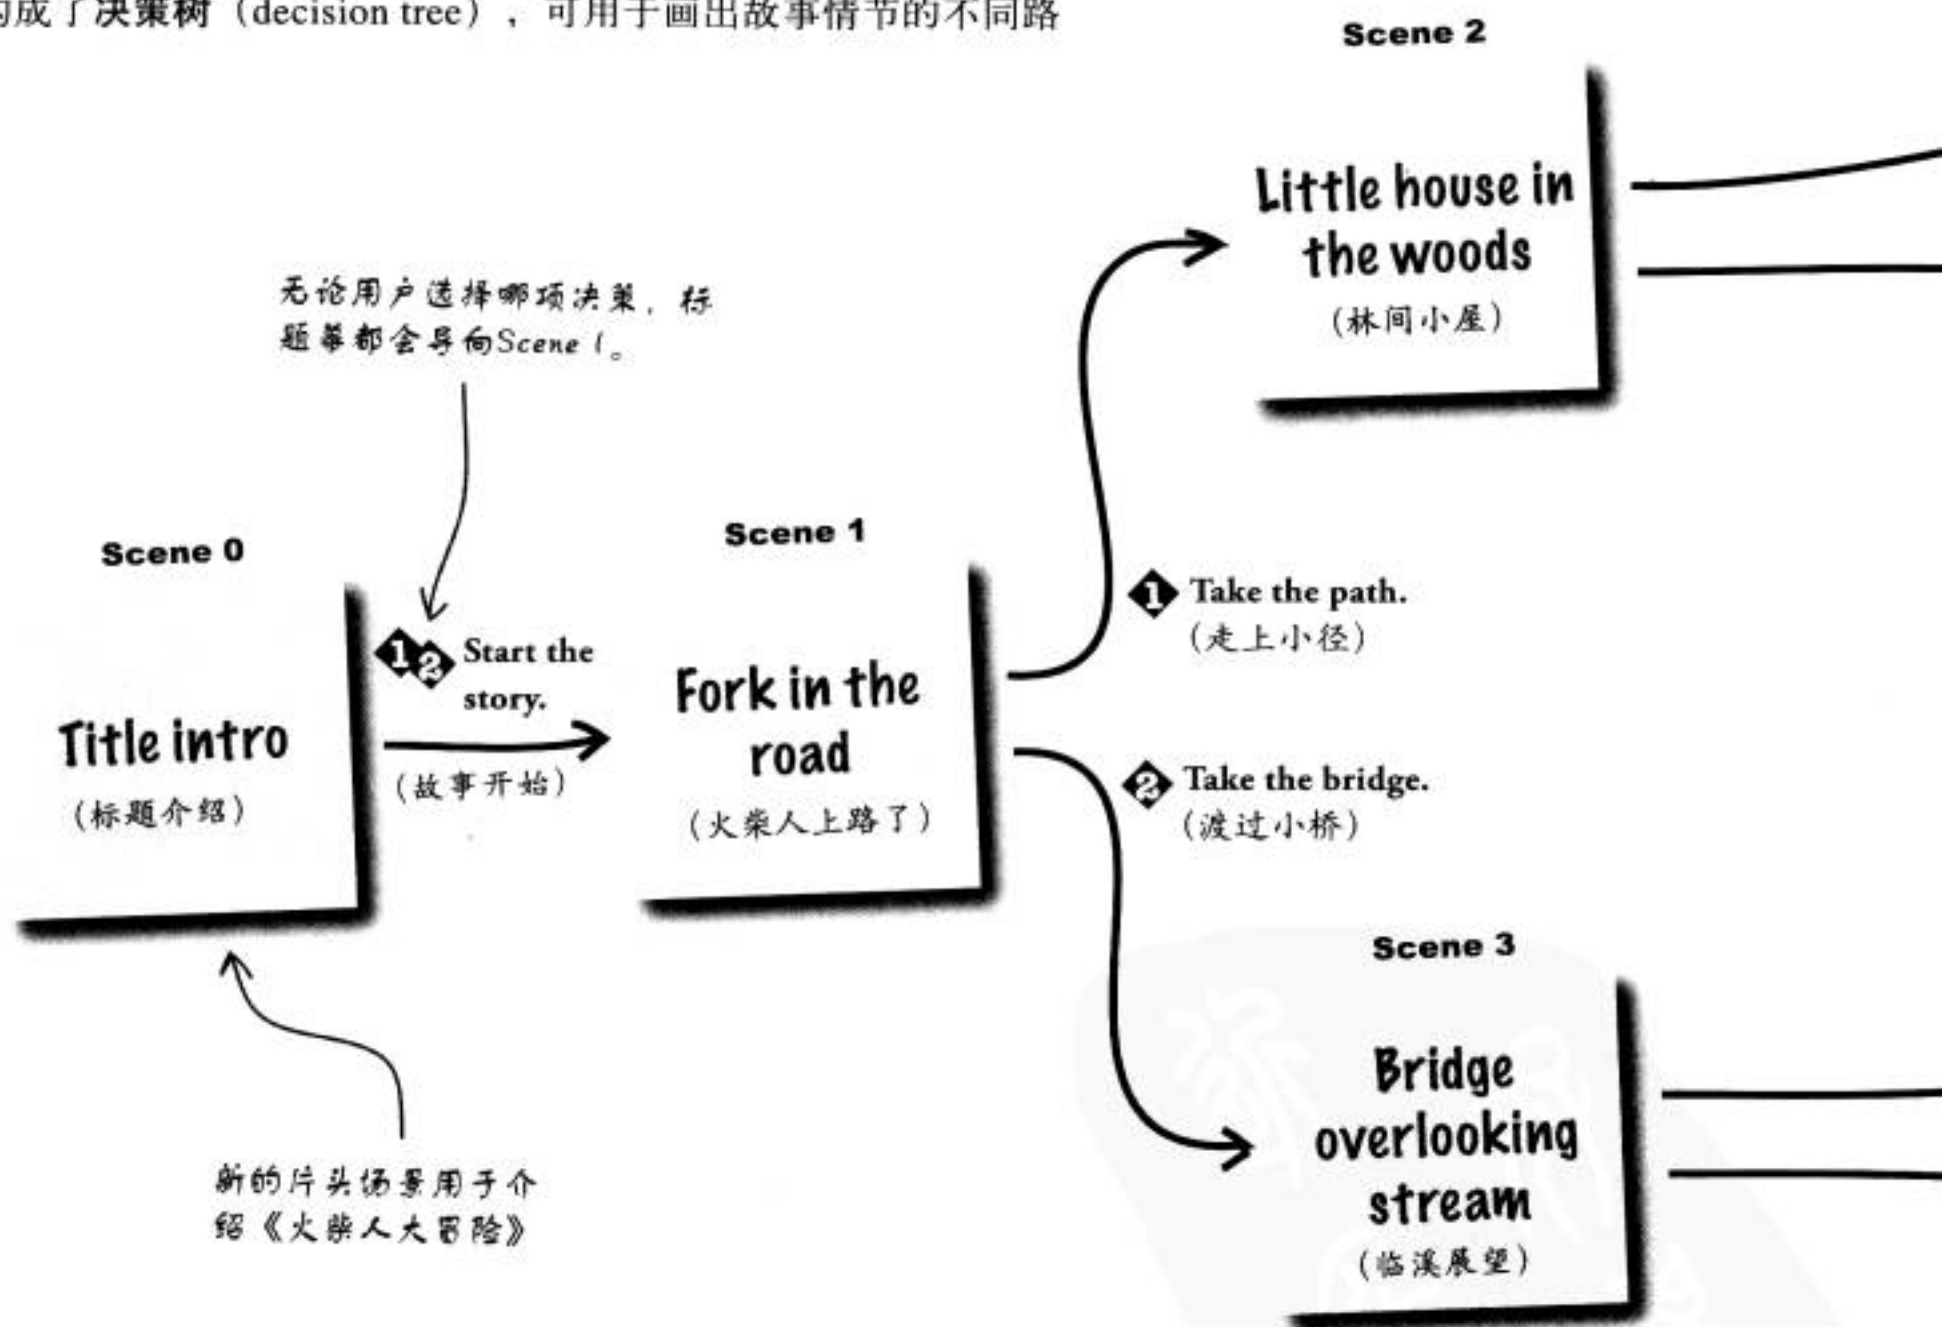 构成了决策树（decision tree），可用于画出故事情节的不同路
Scene 2
Little house in
the woods
（林间小屋）
无论用户选择哪项决策，标
题幕都会导向Scene 1。
Scene 0
Title intro
（标题介绍）
12 Start the
story.
（故事开始）
Scene 1
Fork in the
road
（火柴人上路了）
1 Take the path.
（走上小径）
2 Take the bridge.
（渡过小桥）
Scene 3
Bridge
overlooking
stream
（临溪展望）
新的片头场景用于介
绍《火柴人大冒险》